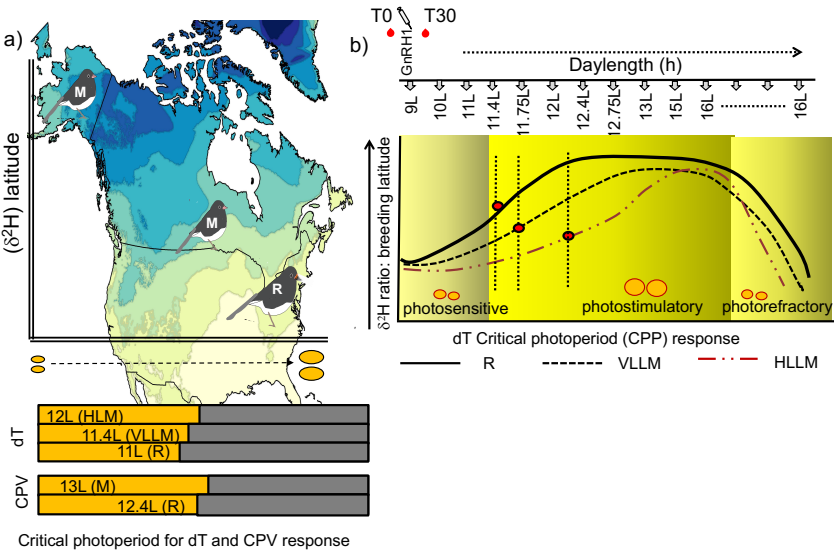 a)
M
M
R
(δ²H) latitude
dT
12L (HLM)
11.4L (VLLM)
11L (R)
CPV
13L (M)
12.4L (R)
Critical photoperiod for dT and CPV response
b)
T0
T30
GnRH1
Daylength (h)
9L
10L
11L
11.4L
11.75L
12L
12.4L
12.75L
13L
15L
16L
16L
δ²H ratio: breeding latitude
photosensitive
photostimulatory
photorefractory
dT Critical photoperiod (CPP) response
R
VLLM
HLLM